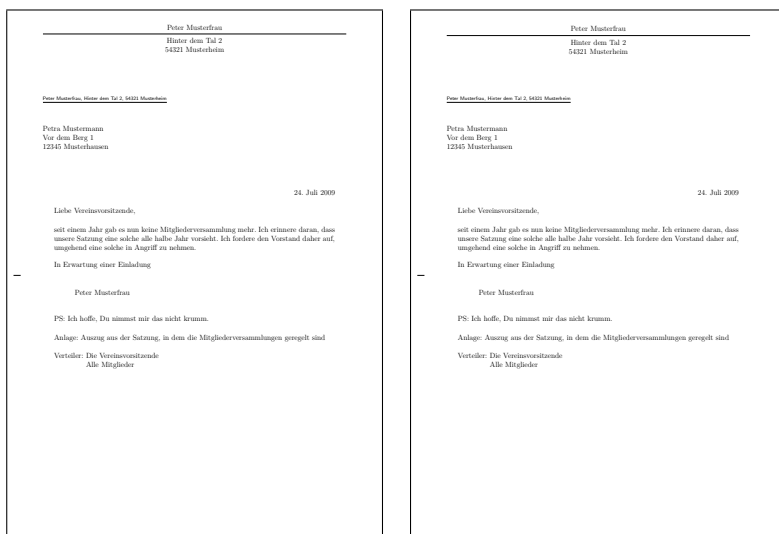 Peter Musterfrau
Hinter dem Tal 2
54321 Musterheim
Peter Musterfrau, Hinter dem Tal 2, 54321 Musterheim
Petra Mustermann
Vor dem Berg 1
12345 Musterhausen
24. Juli 2009
Liebe Vereinsvorsitzende,
seit einem Jahr gab es nun keine Mitgliederversammlung mehr. Ich erinnere daran, dass
unsere Satzung eine solche alle halbe Jahr vorsieht. Ich fordere den Vorstand daher auf,
umgehend eine solche in Angriff zu nehmen.
In Erwartung einer Einladung
Peter Musterfrau
PS: Ich hoffe, Du nimmst mir das nicht krumm.
Anlage: Auszug aus der Satzung, in dem die Mitgliederversammlungen geregelt sind
Verteiler: Die Vereinsvorsitzende
Alle Mitglieder
Peter Musterfrau
Hinter dem Tal 2
54321 Musterheim
Peter Musterfrau, Hinter dem Tal 2, 54321 Musterheim
Petra Mustermann
Vor dem Berg 1
12345 Musterhausen
24. Juli 2009
Liebe Vereinsvorsitzende,
seit einem Jahr gab es nun keine Mitgliederversammlung mehr. Ich erinnere daran, dass
unsere Satzung eine solche alle halbe Jahr vorsieht. Ich fordere den Vorstand daher auf,
umgehend eine solche in Angriff zu nehmen.
In Erwartung einer Einladung
Peter Musterfrau
PS: Ich hoffe, Du nimmst mir das nicht krumm.
Anlage: Auszug aus der Satzung, in dem die Mitgliederversammlungen geregelt sind
Verteiler: Die Vereinsvorsitzende
Alle Mitglieder